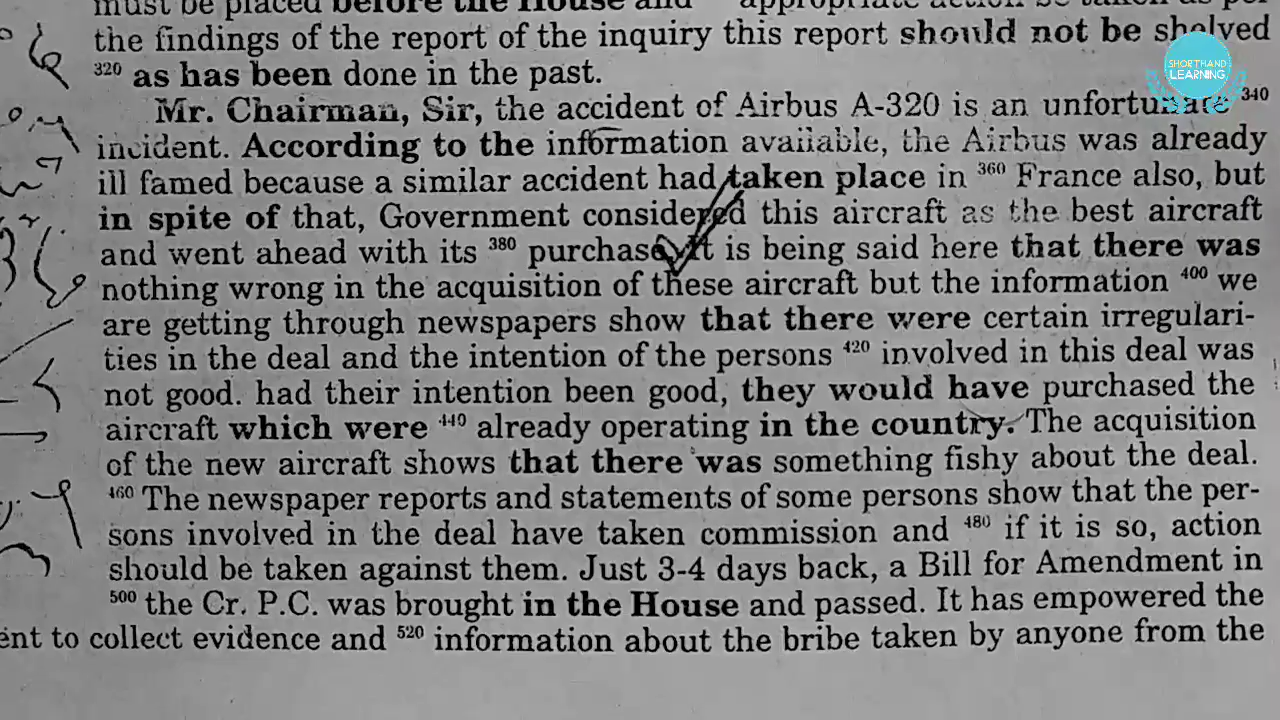 must be placed before the House and appropriate action be taken as per
the findings of the report of the inquiry this report should not be shelved
320 as has been done in the past.
SHORTHAND
LEARNING
Mr. Chairman, Sir, the accident of Airbus A-320 is an unfortunate 340
incident. According to the information available, the Airbus was already
ill famed because a similar accident had taken place in 360 France also, but
in spite of that, Government considered this aircraft as the best aircraft
and went ahead with its 380 purchase. It is being said here that there was
nothing wrong in the acquisition of these aircraft but the information 400 we
are getting through newspapers show that there were certain irregulari-
ties in the deal and the intention of the persons 420 involved in this deal was
not good. had their intention been good, they would have purchased the
aircraft which were 440 already operating in the country. The acquisition
of the new aircraft shows that there was something fishy about the deal.
460 The newspaper reports and statements of some persons show that the per-
sons involved in the deal have taken commission and 480 if it is so, action
should be taken against them. Just 3-4 days back, a Bill for Amendment in
500 the Cr. P.C. was brought in the House and passed. It has empowered the
ent to collect evidence and 520 information about the bribe taken by anyone from the